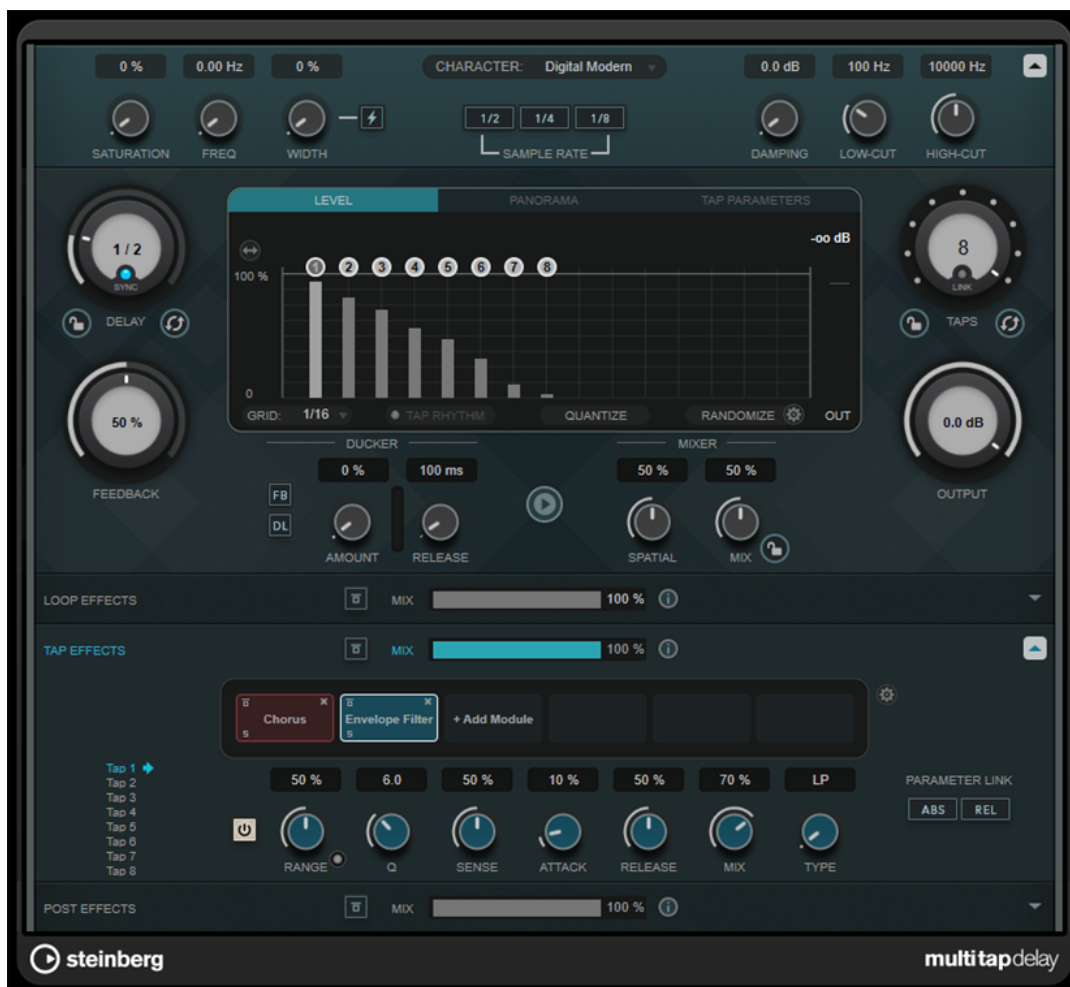 0 % 0.00 Hz 0 % CHARACTER: Digital Modern 0.0 dB 100 Hz 10000 Hz
1/2 1/4 1/8
SATURATION FREQ WIDTH SAMPLE RATE DAMPING LOW-CUT HIGH-CUT
LEVEL PANORAMA TAP PARAMETERS
-oo dB
1/2 8
SYNC LINK
100 % 1 2 3 4 5 6 7 8
DELAY TAPS
0
GRID: 1/16 TAP RHYTHM QUANTIZE RANDOMIZE OUT
50 % 0.0 dB
DUCKER MIXER
0 % 100 ms 50 % 50 %
FEEDBACK OUTPUT
FB
DL
AMOUNT RELEASE SPATIAL MIX
LOOP EFFECTS MIX 100 %
TAP EFFECTS MIX 100 %
Chorus Envelope Filter + Add Module
S S
Tap 1
Tap 2
Tap 3
Tap 4
Tap 5
Tap 6
Tap 7
Tap 8
50 % 6.0 50 % 10 % 50 % 70 % LP
PARAMETER LINK
ABS REL
RANGE Q SENSE ATTACK RELEASE MIX TYPE
POST EFFECTS MIX 100 %
steinberg multitapdelay